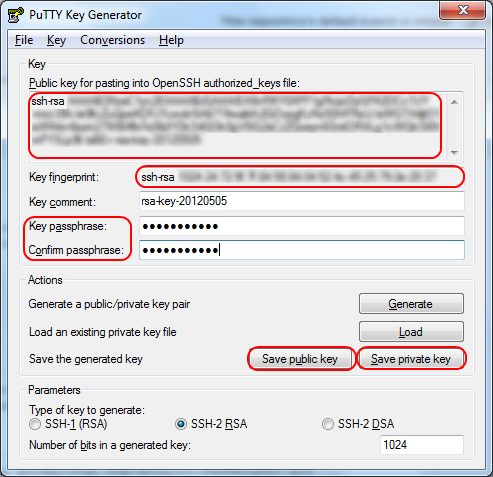 PuTTY Key Generator
File Key Conversions Help
Key
Public key for pasting into OpenSSH authorized_keys file:
ssh-rsa
Key fingerprint: ssh-rsa
Key comment: rsa-key-20120505
Key passphrase: ●●●●●●●●●●●
Confirm passphrase: ●●●●●●●●●●●
Actions
Generate a public/private key pair Generate
Load an existing private key file Load
Save the generated key Save public key Save private key
Parameters
Type of key to generate:
SSH-1 (RSA) SSH-2 RSA SSH-2 DSA
Number of bits in a generated key: 1024